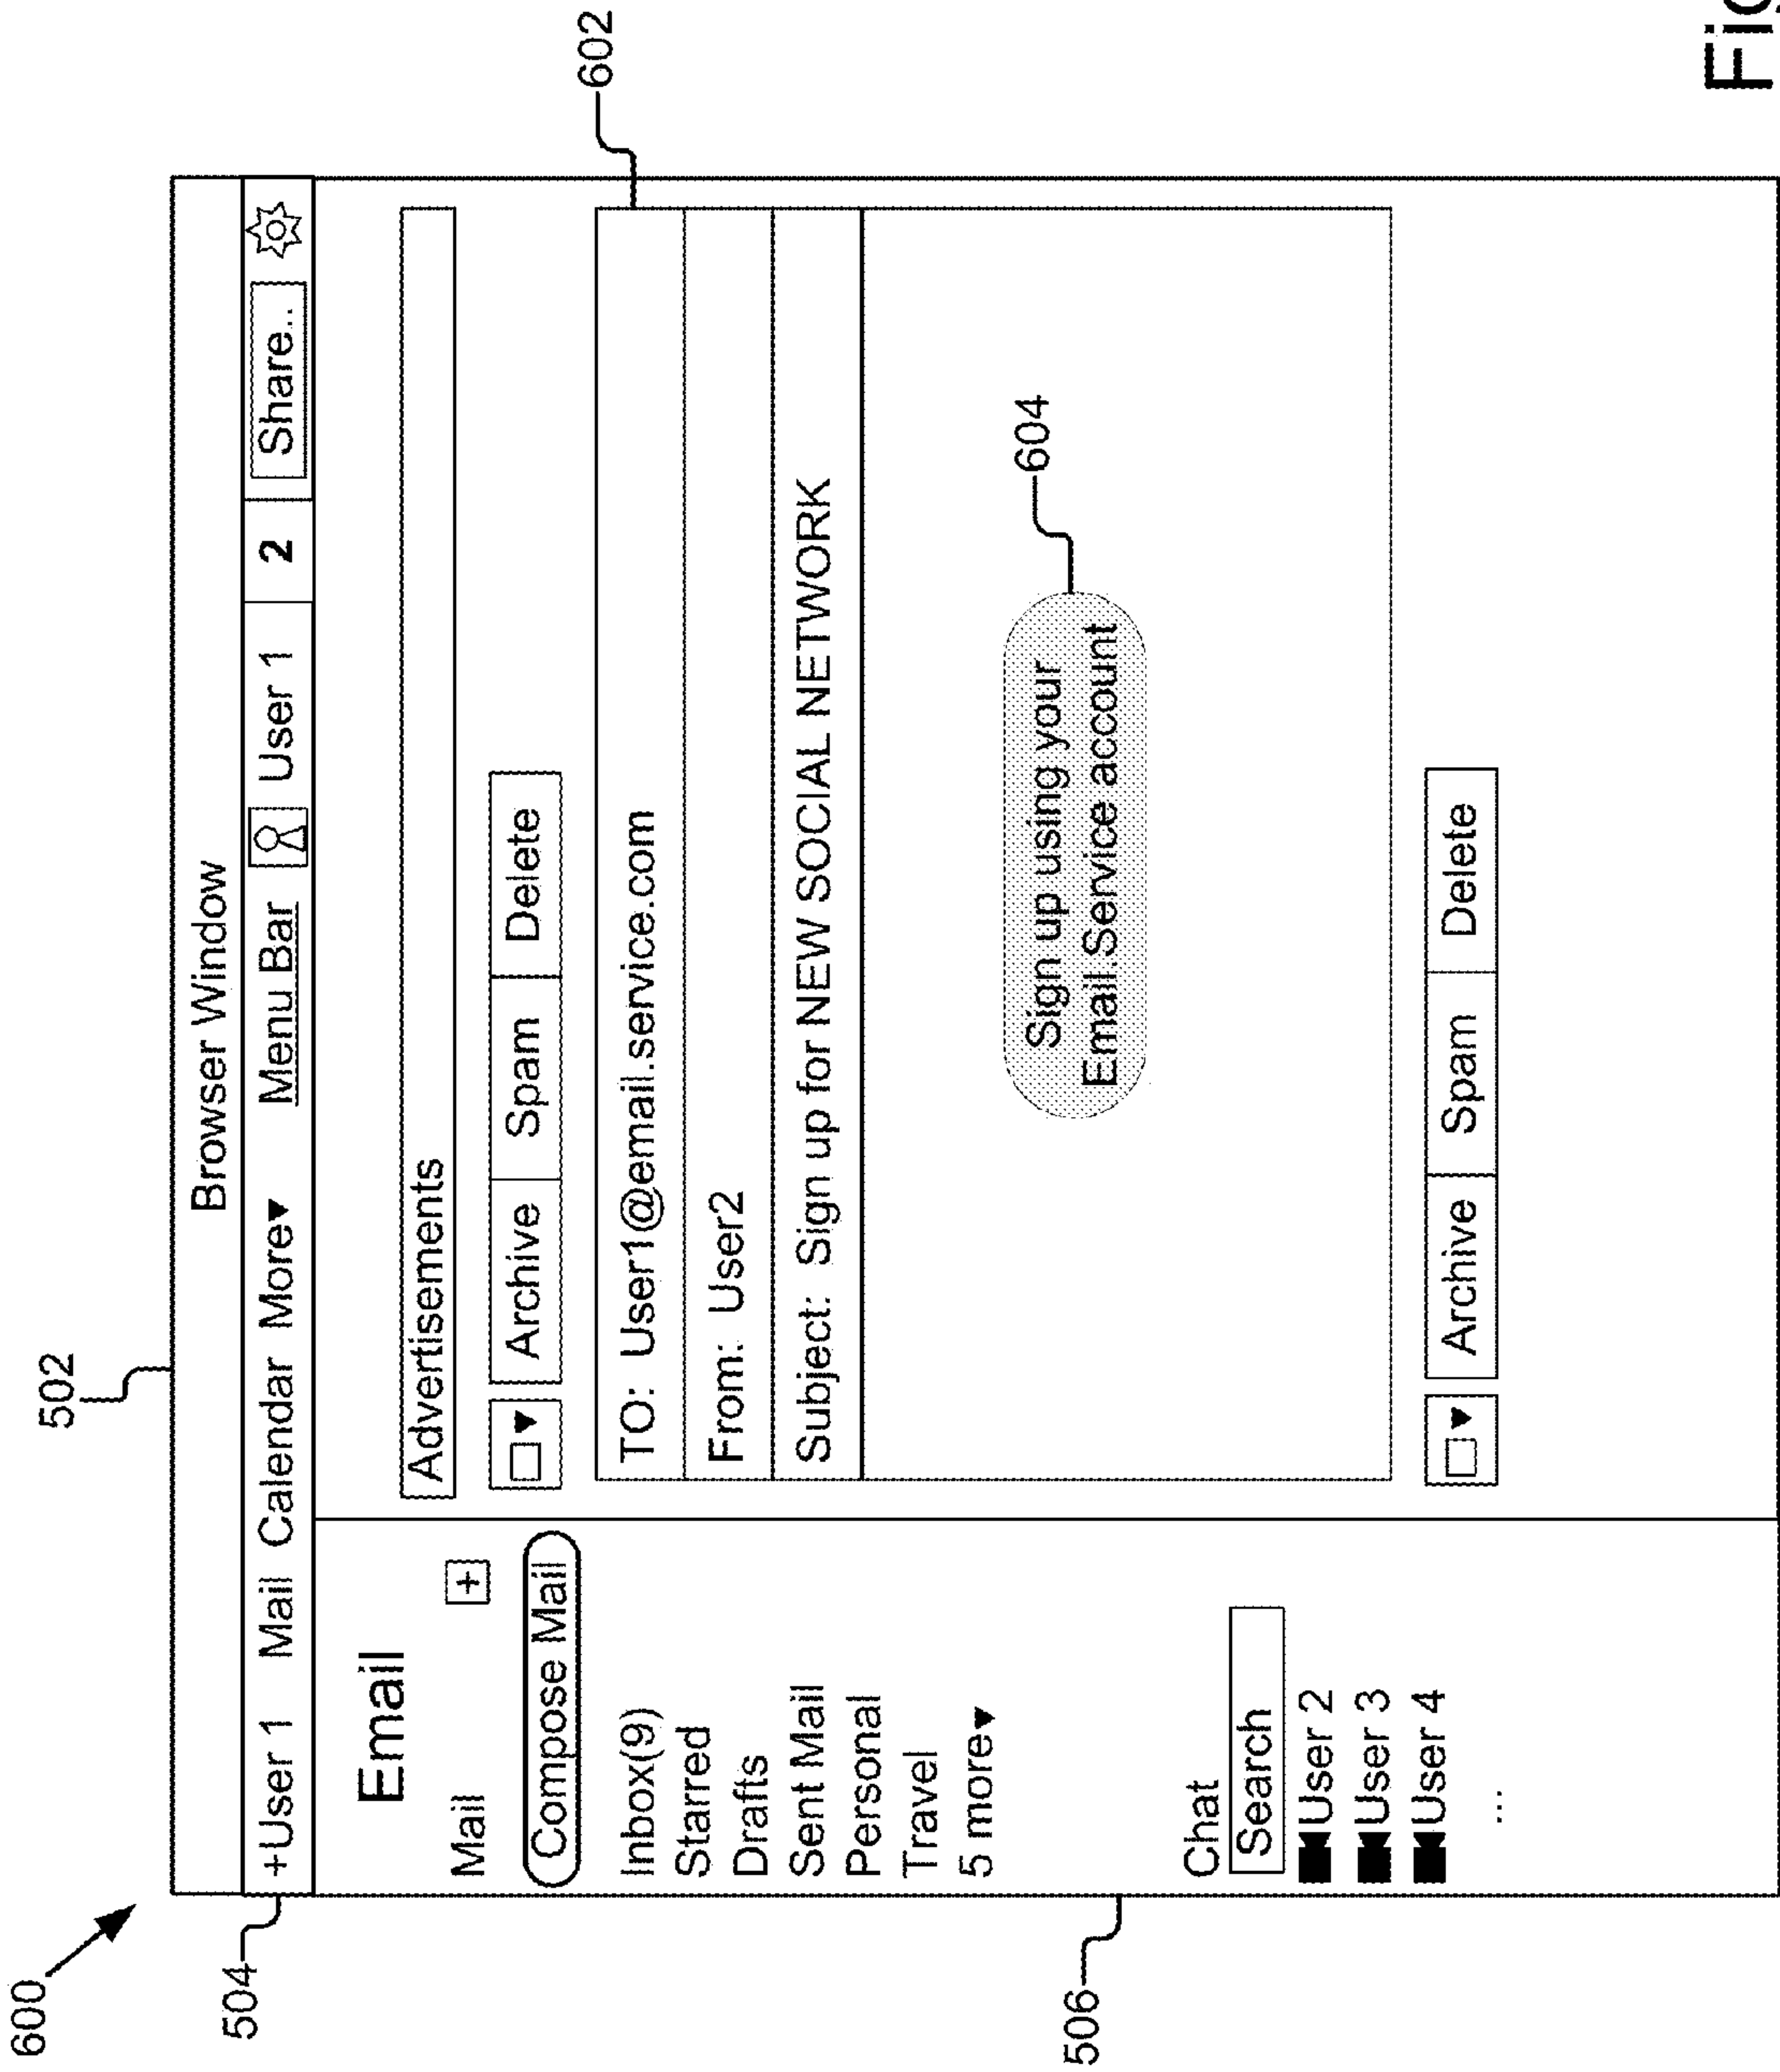 600
502
Browser Window
504
+User 1 Mail Calendar More▾ Menu Bar User 1 2 Share..
Email
Mail +
Compose Mail
Inbox(9)
Starred
Drafts
Sent Mail
Personal
Travel
5 more▾
506
Chat
Search
User 2
User 3
User 4
...
Advertisements
Archive Spam Delete
602
TO: User1@email.service.com
From: User2
Subject: Sign up for NEW SOCIAL NETWORK
604
Sign up using your
Email.Service account
Archive Spam Delete